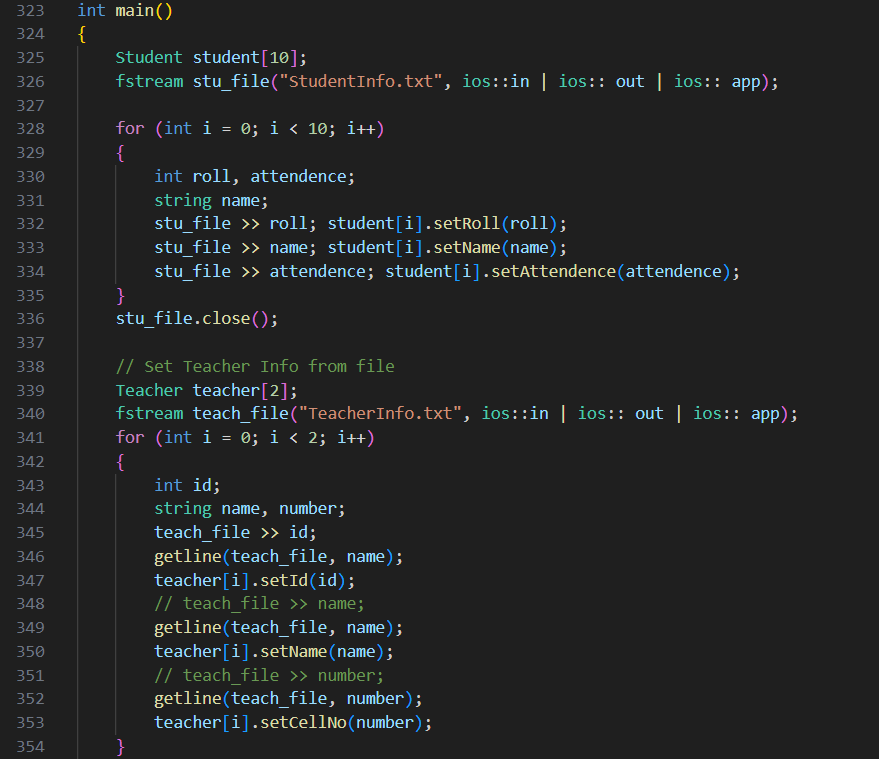 323 int main()
324 {
325 Student student[10];
326 fstream stu_file("StudentInfo.txt", ios::in | ios:: out | ios:: app);
327
328 for (int i = 0; i < 10; i++)
329 {
330 int roll, attendence;
331 string name;
332 stu_file >> roll; student[i].setRoll(roll);
333 stu_file >> name; student[i].setName(name);
334 stu_file >> attendence; student[i].setAttendence(attendence);
335 }
336 stu_file.close();
337
338 // Set Teacher Info from file
339 Teacher teacher[2];
340 fstream teach_file("TeacherInfo.txt", ios::in | ios:: out | ios:: app);
341 for (int i = 0; i < 2; i++)
342 {
343 int id;
344 string name, number;
345 teach_file >> id;
346 getline(teach_file, name);
347 teacher[i].setId(id);
348 // teach_file >> name;
349 getline(teach_file, name);
350 teacher[i].setName(name);
351 // teach_file >> number;
352 getline(teach_file, number);
353 teacher[i].setCellNo(number);
354 }